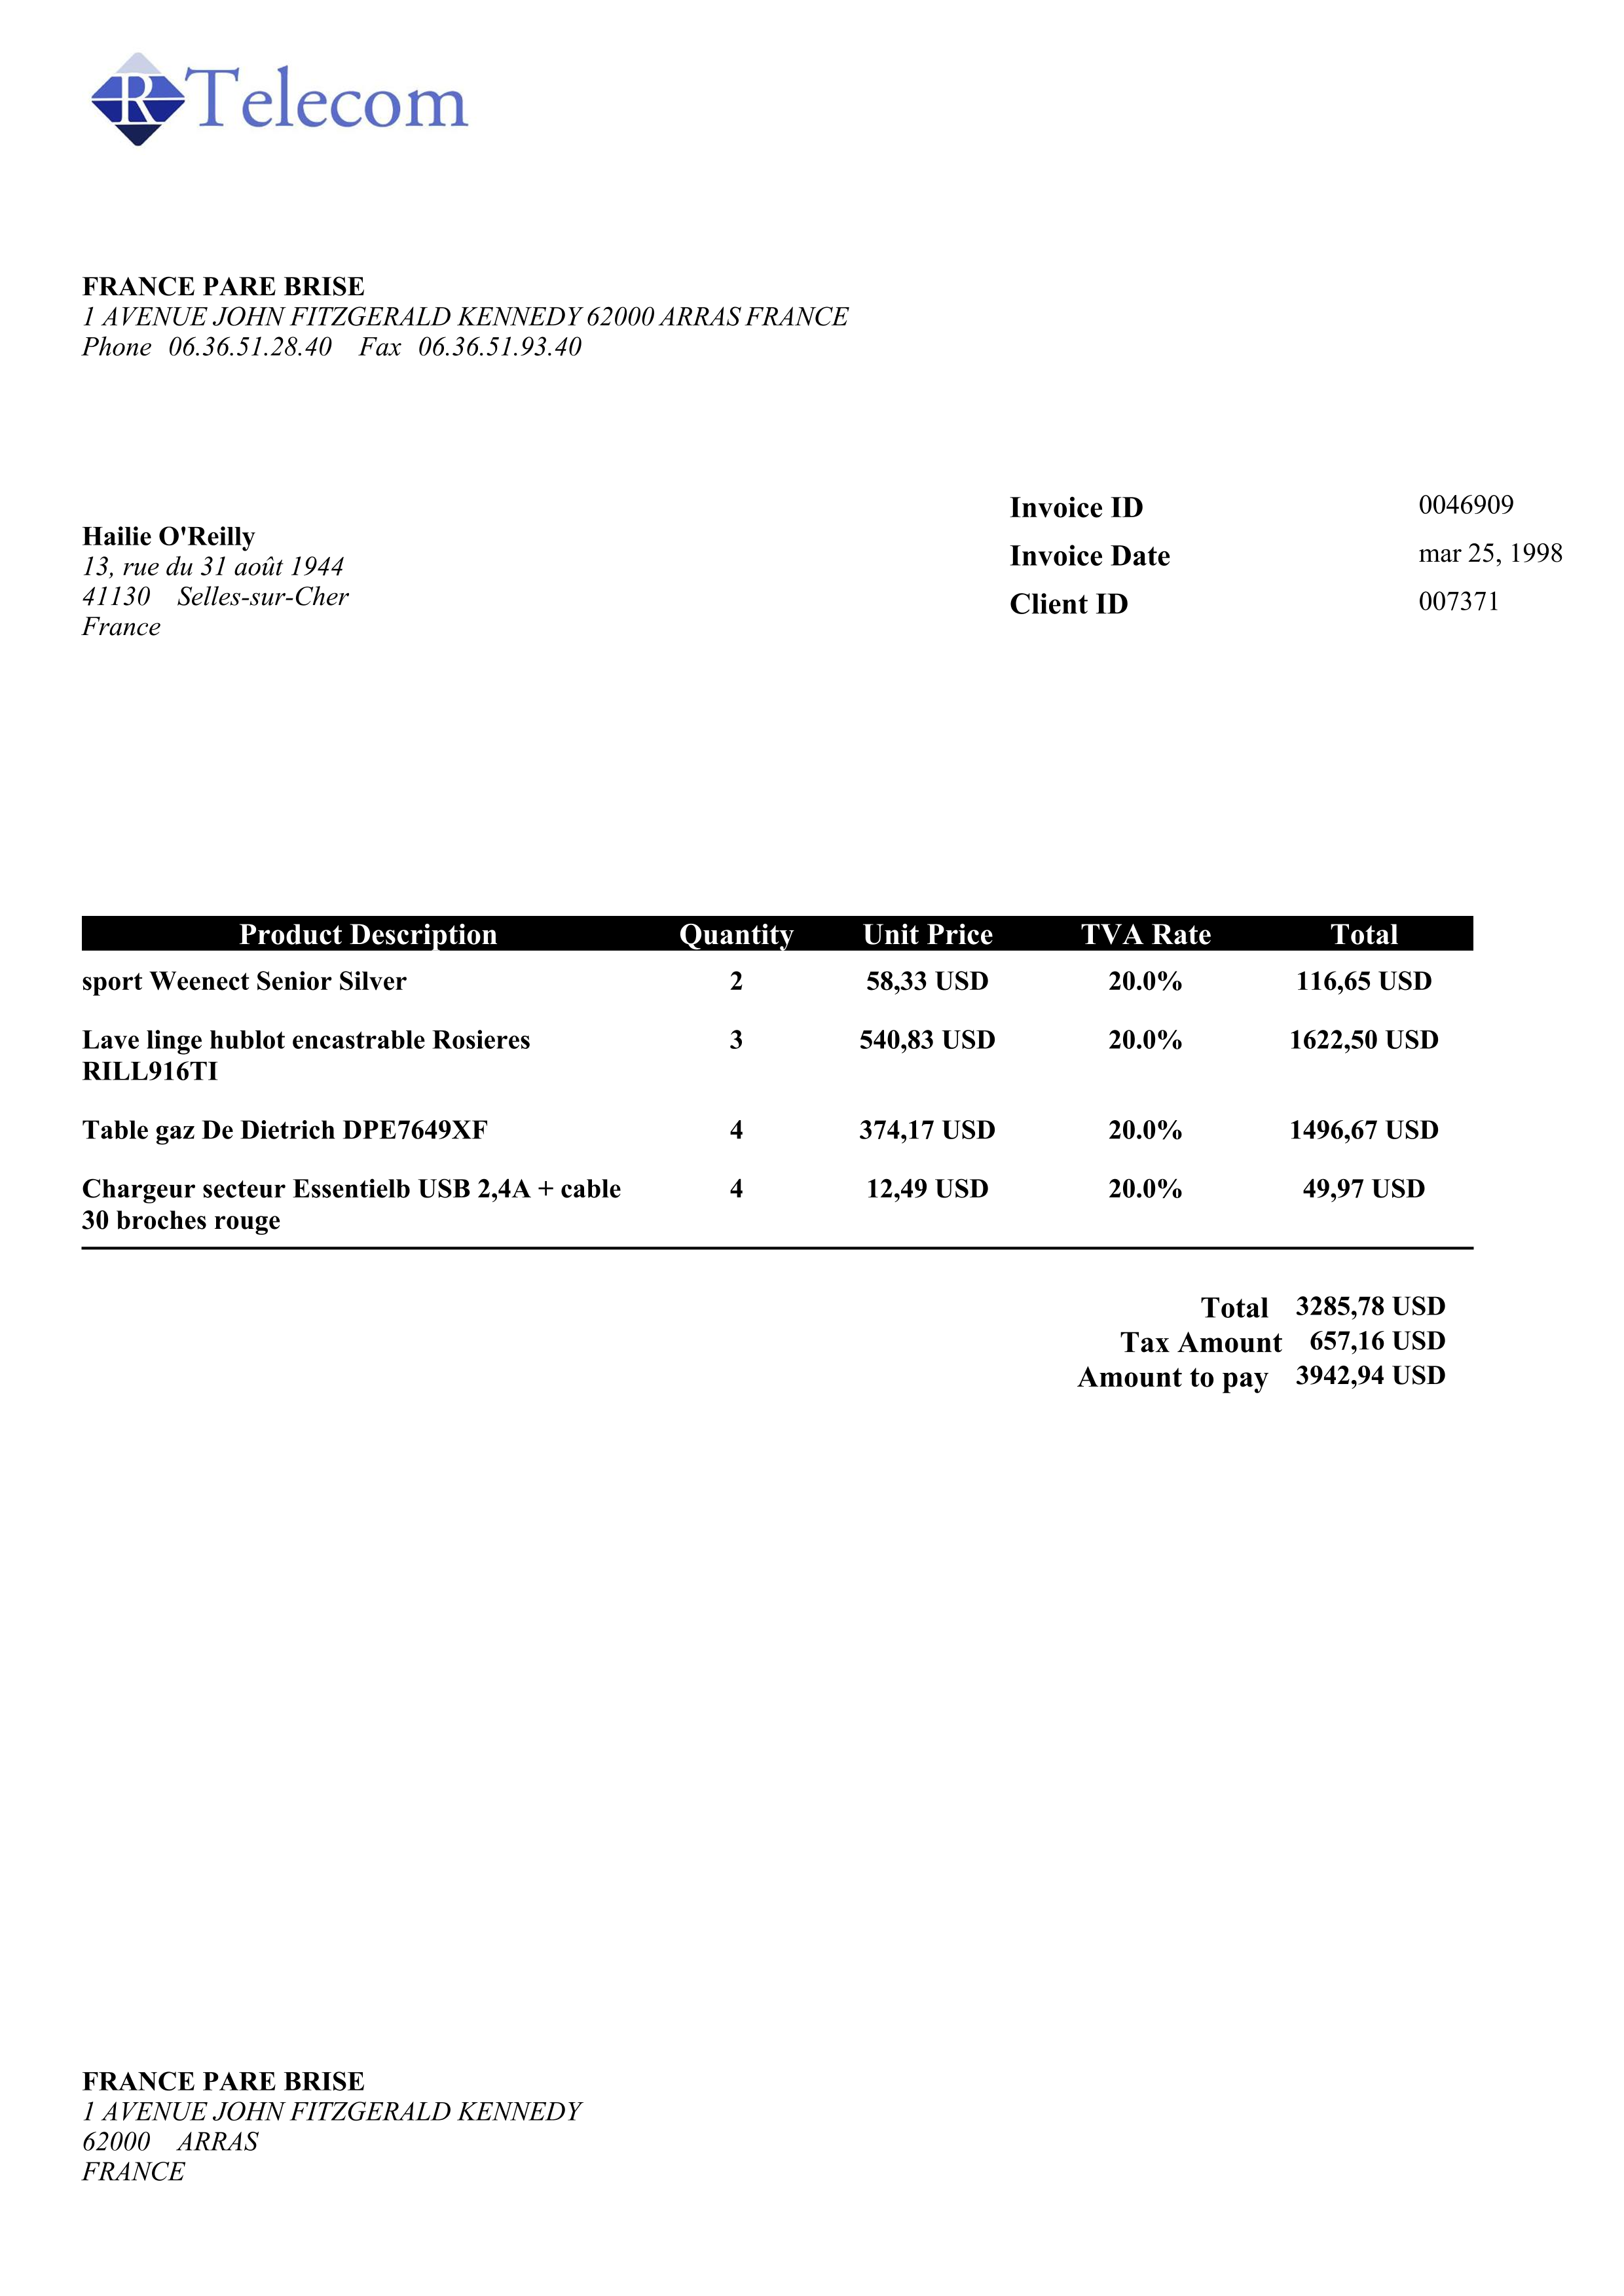 R Telecom
FRANCE PARE BRISE
1 AVENUE JOHN FITZGERALD KENNEDY 62000 ARRAS FRANCE
Phone 06.36.51.28.40 Fax 06.36.51.93.40
Hailie O'Reilly
13, rue du 31 août 1944
41130 Selles-sur-Cher
France
Invoice ID 0046909
Invoice Date mar 25, 1998
Client ID 007371
Product Description Quantity Unit Price TVA Rate Total
sport Weenect Senior Silver 2 58,33 USD 20.0% 116,65 USD
Lave linge hublot encastrable Rosieres 3 540,83 USD 20.0% 1622,50 USD
RILL916TI
Table gaz De Dietrich DPE7649XF 4 374,17 USD 20.0% 1496,67 USD
Chargeur secteur Essentielb USB 2,4A + cable 4 12,49 USD 20.0% 49,97 USD
30 broches rouge
Total 3285,78 USD
Tax Amount 657,16 USD
Amount to pay 3942,94 USD
FRANCE PARE BRISE
1 AVENUE JOHN FITZGERALD KENNEDY
62000 ARRAS
FRANCE